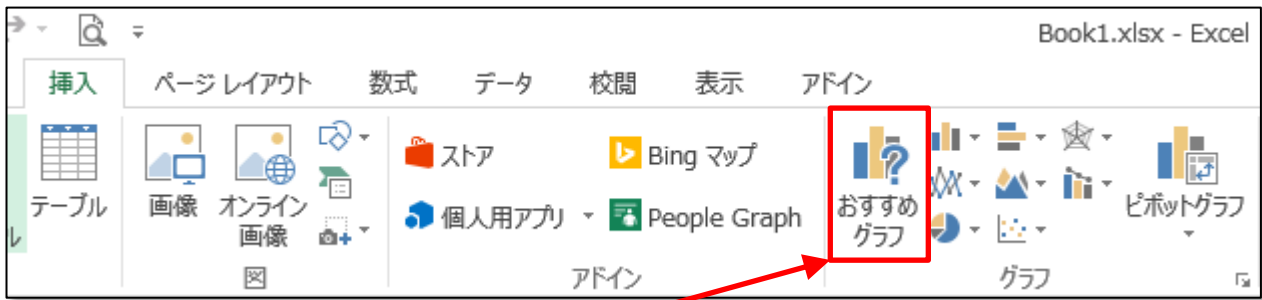 Book1.xlsx - Excel
挿入 ページ レイアウト 数式 データ 校閲 表示 アドイン
テーブル
画像
オンライン
画像
図
ストア
Bing マップ
個人用アプリ
People Graph
アドイン
おすすめ
グラフ
ピボットグラフ
グラフ
ル